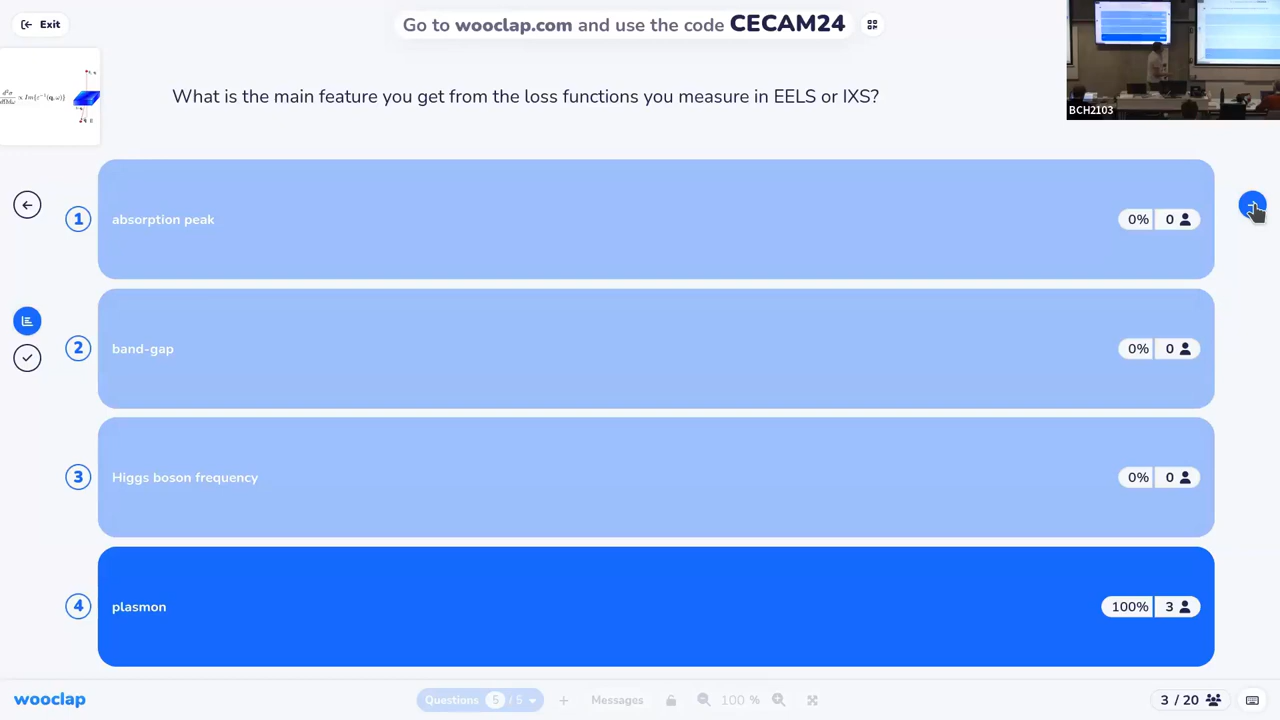 Exit
Go to wooclap.com and use the code CECAM24
What is the main feature you get from the loss functions you measure in EELS or IXS?
BCH2103
1 absorption peak 0% 0
2 band-gap 0% 0
3 Higgs boson frequency 0% 0
4 plasmon 100% 3
wooclap
Questions 5 / 5
Messages
100 %
3 / 20